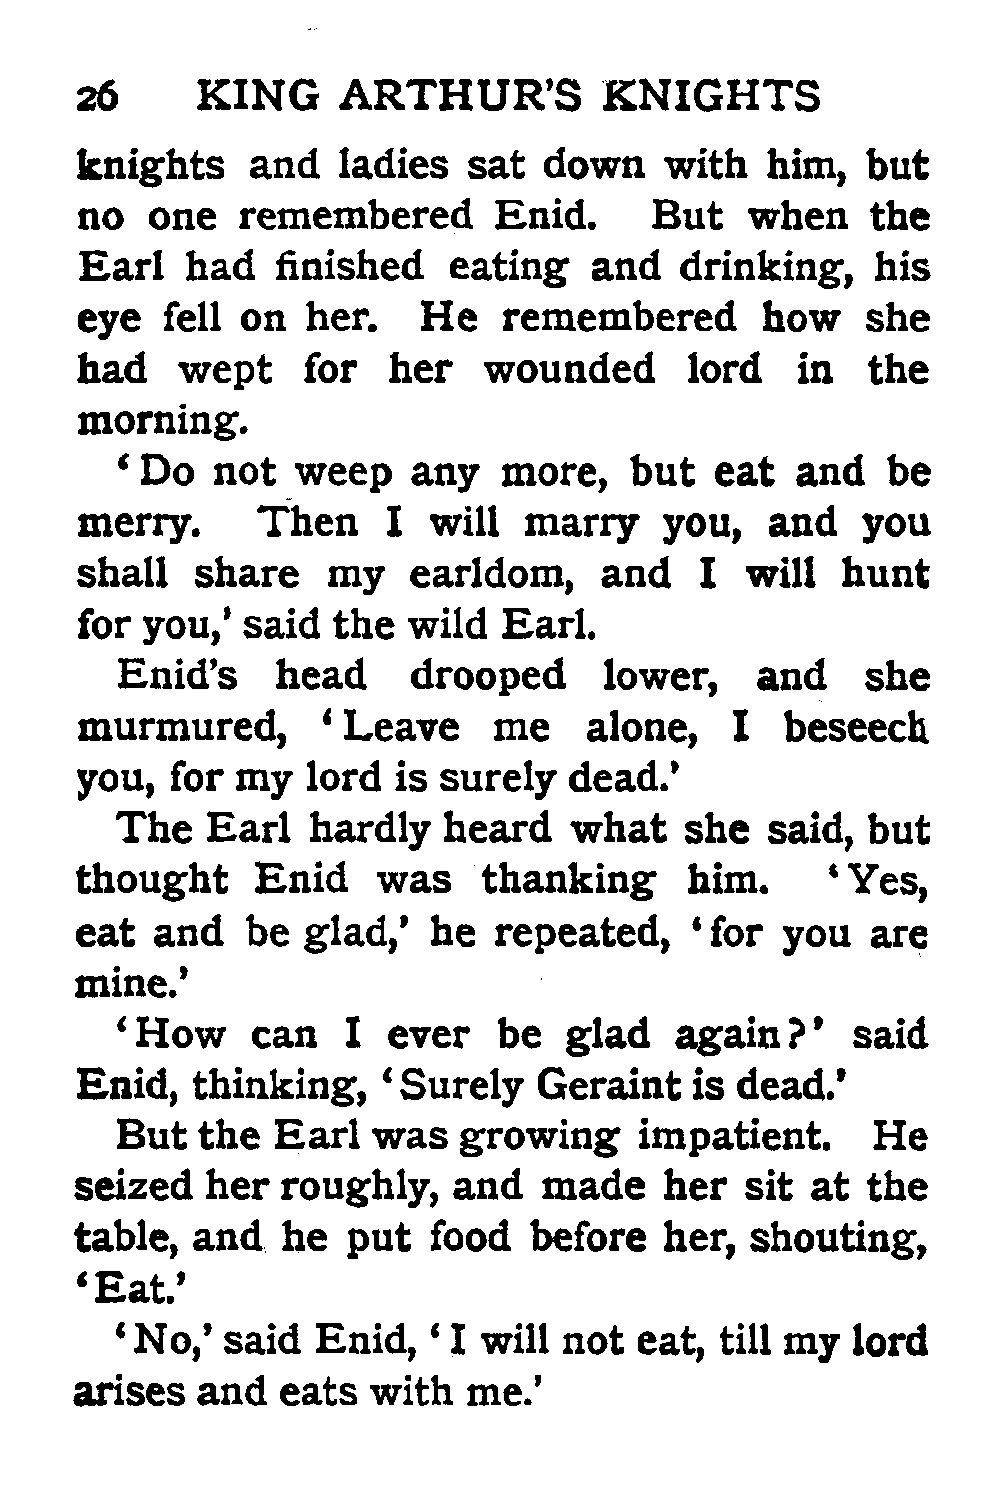 26 KING ARTHUR'S KNIGHTS
knights and ladies sat down with him, but
no one remembered Enid. But when the
Earl had finished eating and drinking, his
eye fell on her. He remembered how she
had wept for her wounded lord in the
morning.
‘Do not weep any more, but eat and be
merry. Then I will marry you, and you
shall share my earldom, and I will hunt
for you,’ said the wild Earl.
Enid’s head drooped lower, and she
murmured, ‘Leave me alone, I beseech
you, for my lord is surely dead.’
The Earl hardly heard what she said, but
thought Enid was thanking him. ‘Yes,
eat and be glad,’ he repeated, ‘for you are
mine.’
‘How can I ever be glad again?’ said
Enid, thinking, ‘Surely Geraint is dead.’
But the Earl was growing impatient. He
seized her roughly, and made her sit at the
table, and he put food before her, shouting,
‘Eat.’
‘No,’ said Enid, ‘I will not eat, till my lord
arises and eats with me.’